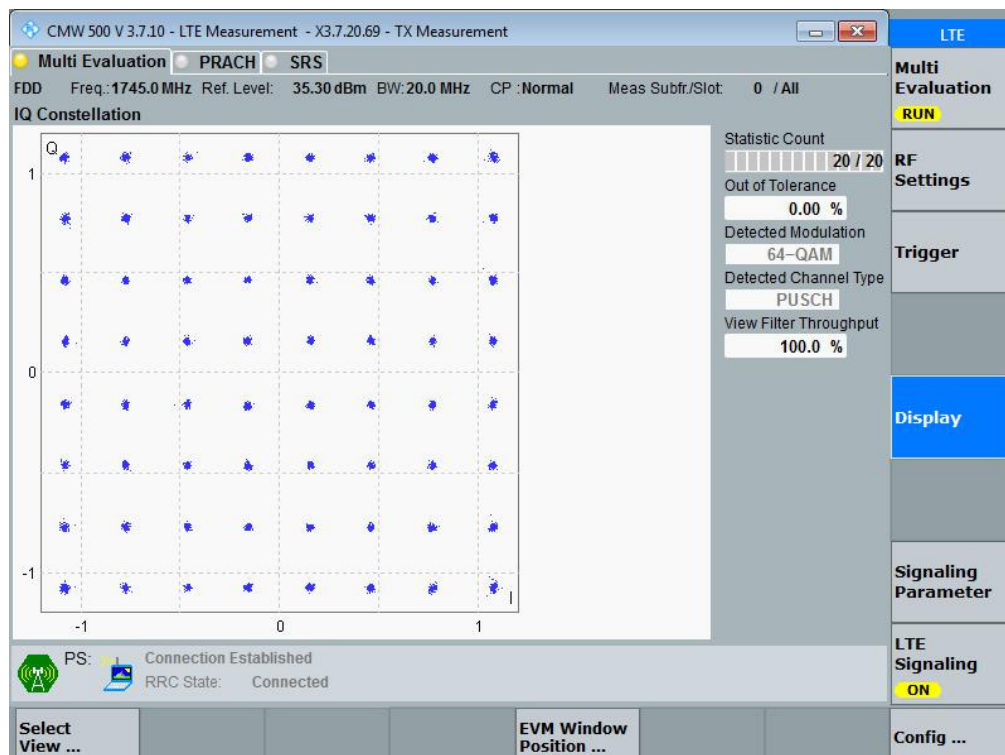 CMW 500 V 3.7.10 - LTE Measurement - X3.7.20.69 - TX Measurement
LTE
Multi Evaluation PRACH SRS
FDD Freq.:1745.0 MHz Ref. Level: 35.30 dBm BW:20.0 MHz CP :Normal Meas Subfr./Slot: 0 / All
IQ Constellation
Q
1
0
-1
-1 0 1
I
Statistic Count
20 / 20
Out of Tolerance
0.00 %
Detected Modulation
64-QAM
Detected Channel Type
PUSCH
View Filter Throughput
100.0 %
Multi
Evaluation
RUN
RF
Settings
Trigger
Display
Signaling
Parameter
LTE
Signaling
ON
PS: Connection Established
RRC State: Connected
Select
View ...
EVM Window
Position ...
Config ...